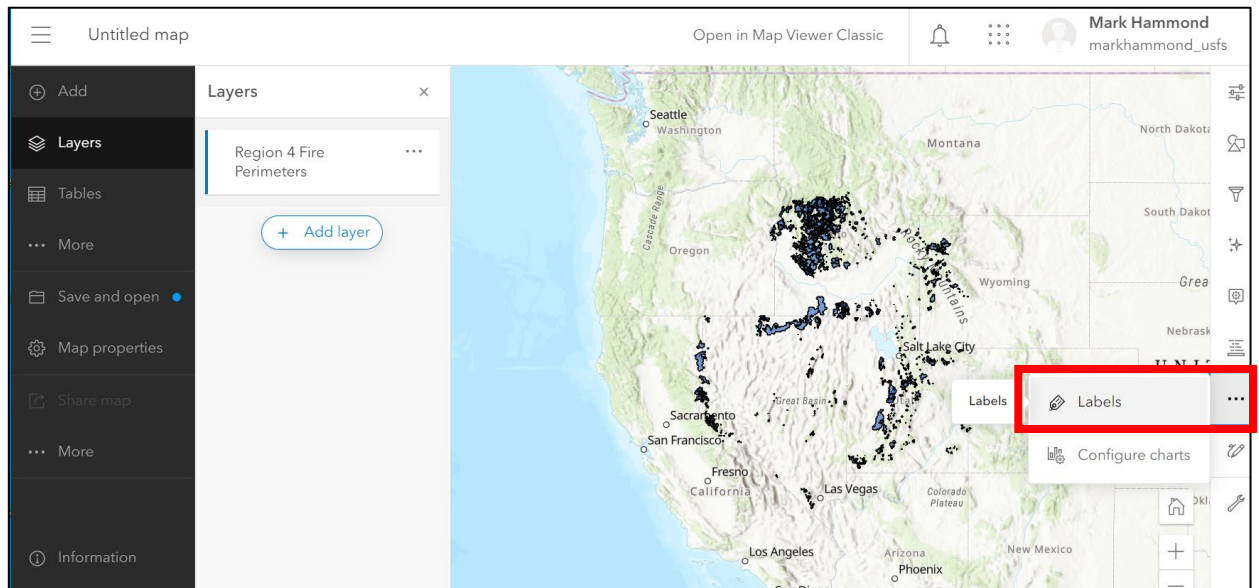 Untitled map
Open in Map Viewer Classic
Mark Hammond
markhammond_usfs
Add
Layers
Tables
More
Save and open
Map properties
Share map
More
Information
Layers
Region 4 Fire
Perimeters
+ Add layer
Seattle
Washington
Montana
North Dakota
Cascade Range
South Dakot
Oregon
Rocky Mountains
Wyoming
Grea
Nebrask
Salt Lake City
Great Basin
Sacramento
San Francisco
Fresno
California
Las Vegas
Colorado
Plateau
Los Angeles
Arizona
New Mexico
Phoenix
Labels
Labels
Configure charts